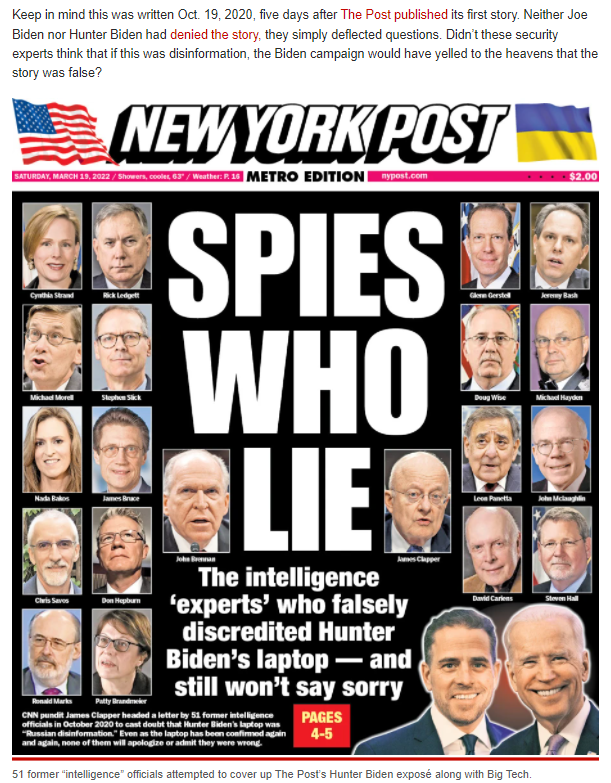 Keep in mind this was written Oct. 19, 2020, five days after The Post published its first story. Neither Joe
Biden nor Hunter Biden had denied the story, they simply deflected questions. Didn't these security
experts think that if this was disinformation, the Biden campaign would have yelled to the heavens that the
story was false?
NEW YORK POST
SATURDAY, MARCH 19, 2022 / Showers, cooler, 63° / Weather: P. 16
METRO EDITION
nypost.com
$2.00
SPIES
WHO
LIE
Cynthia Strand
Rick Ledgett
Glenn Gerstell
Jeremy Bash
Michael Morell
Stephen Slick
Doug Wise
Michael Hayden
Nada Bakos
James Bruce
Leon Panetta
John Mclaughlin
John Brennan
James Clapper
Chris Savos
Don Hepburn
David Cariens
Steven Hall
Ronald Marks
Patty Brandmeier
The intelligence
'experts' who falsely
discredited Hunter
Biden's laptop — and
still won't say sorry
CNN pundit James Clapper headed a letter by 51 former intelligence
officials in October 2020 to cast doubt that Hunter Biden's laptop was
"Russian disinformation." Even as the laptop has been confirmed again
and again, none of them will apologize or admit they were wrong.
PAGES
4-5
51 former "intelligence" officials attempted to cover up The Post's Hunter Biden exposé along with Big Tech.